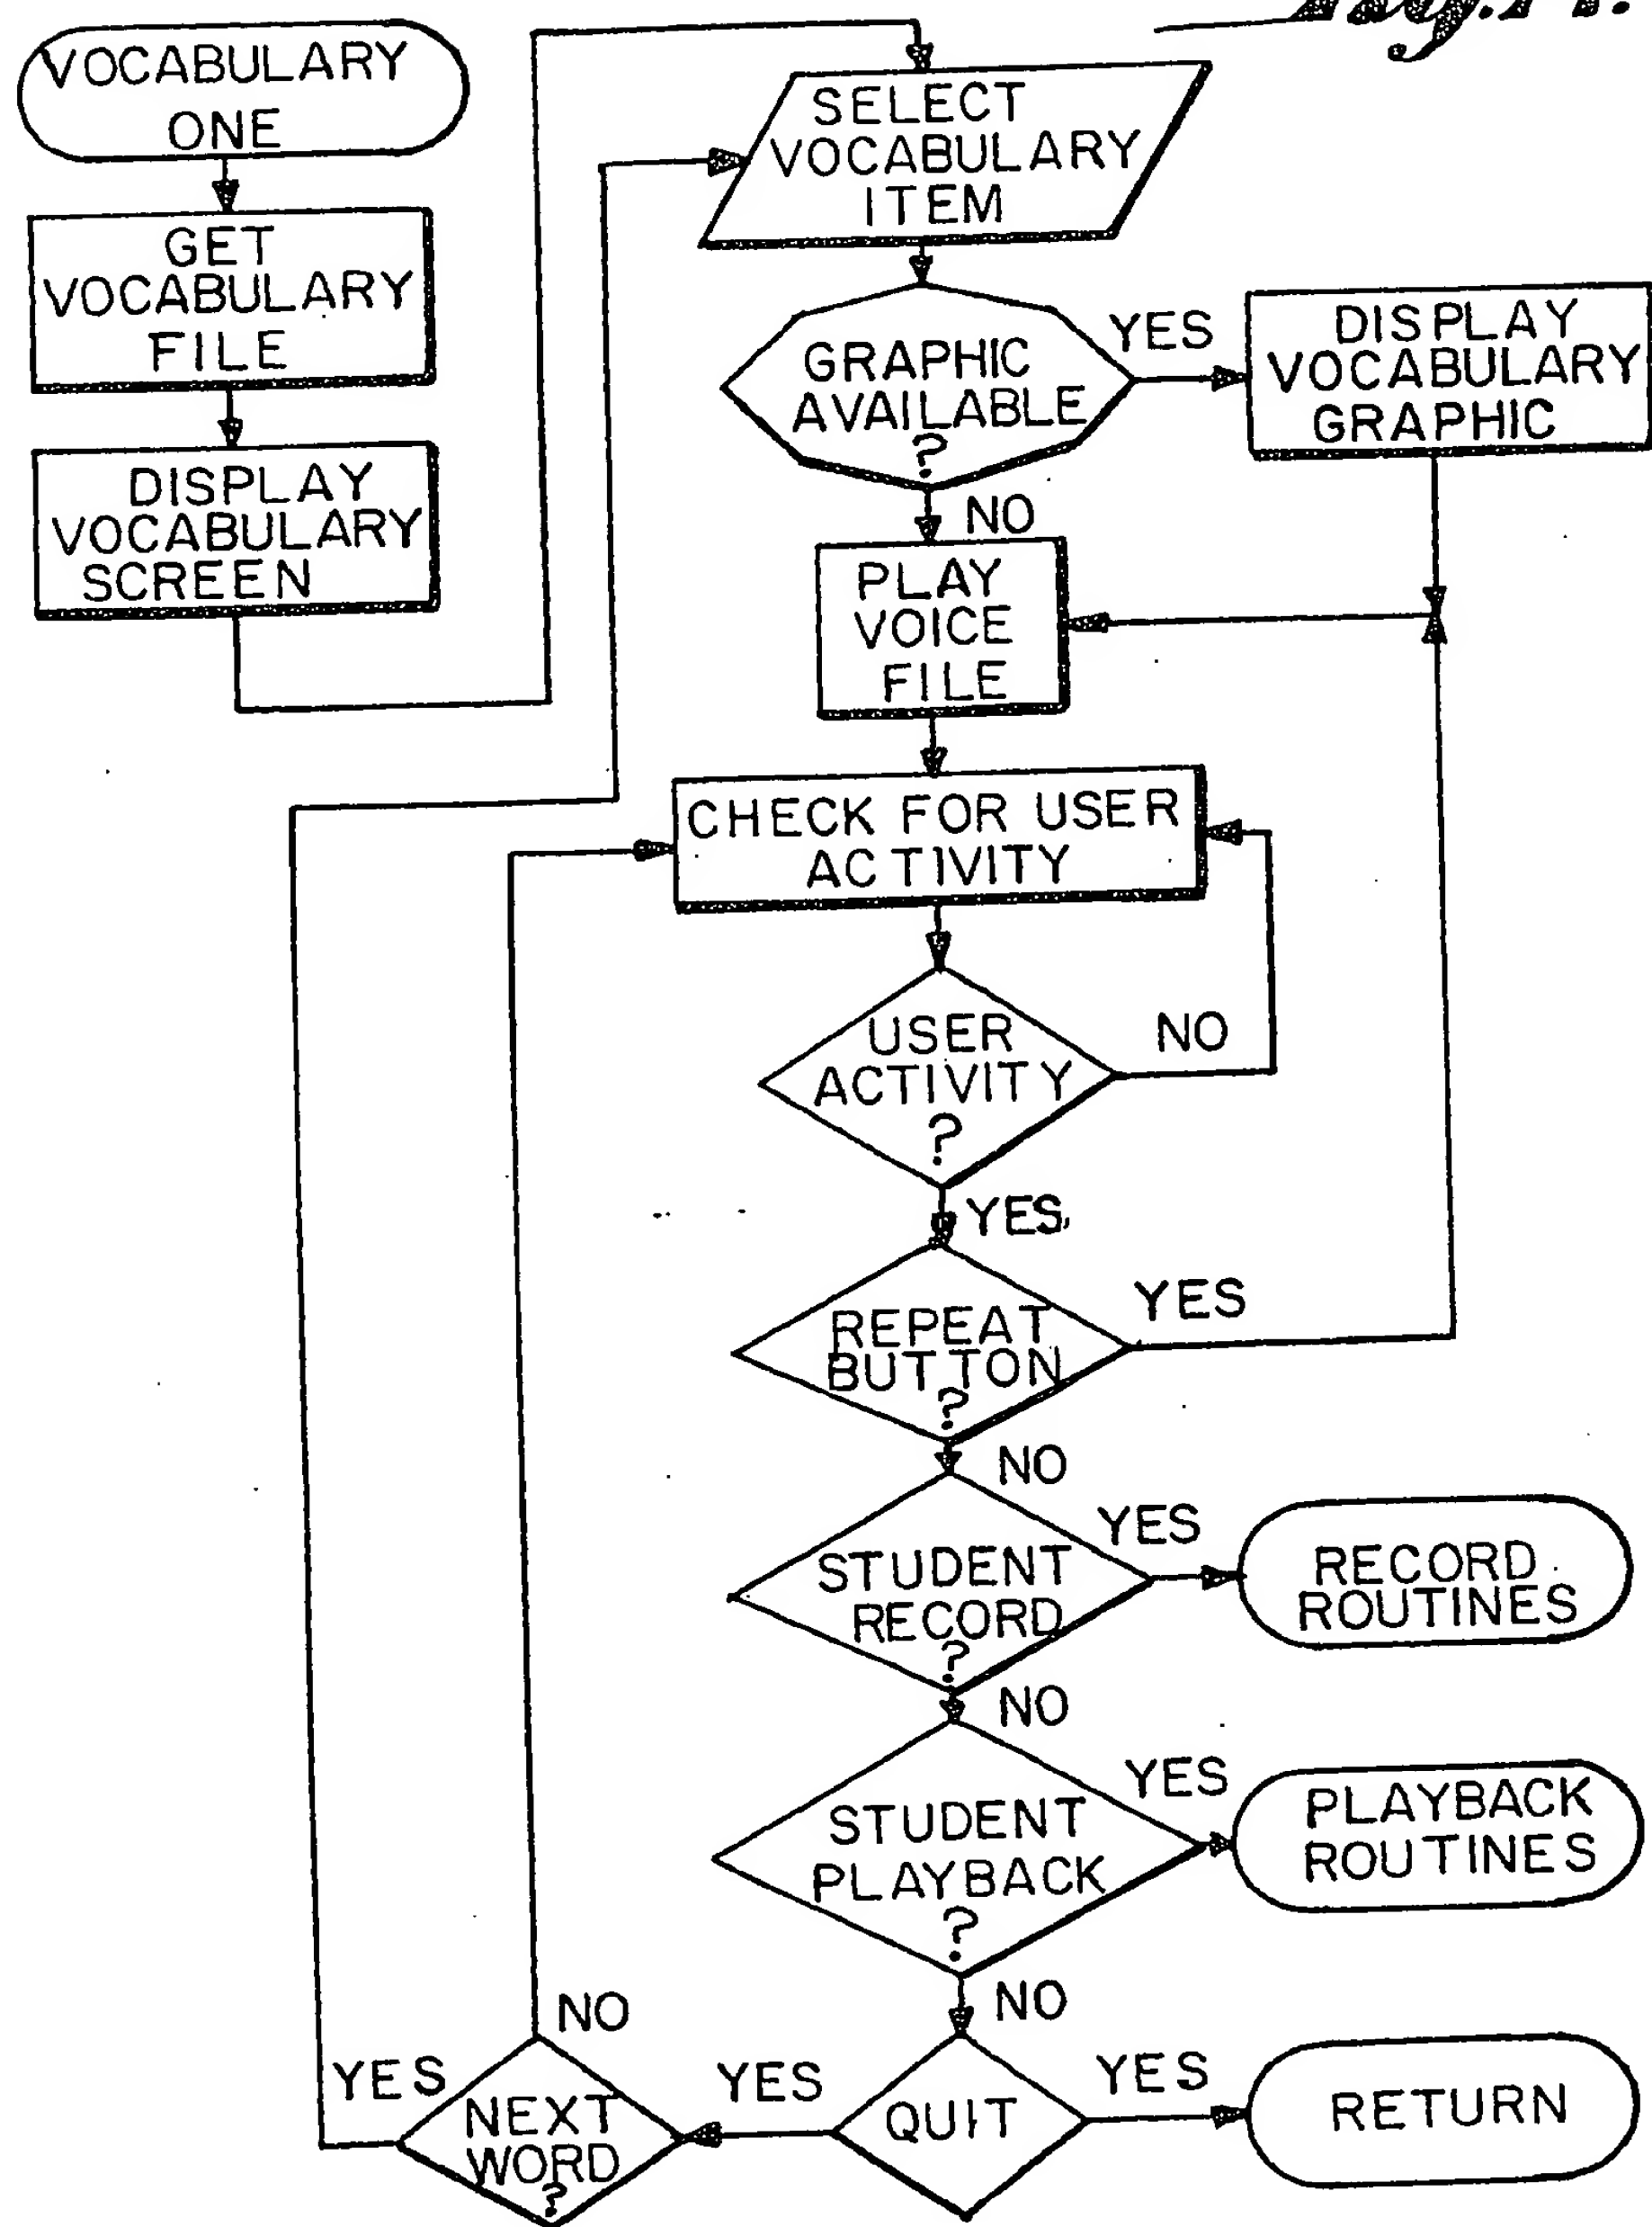 VOCABULARY
ONE
GET
VOCABULARY
FILE
DISPLAY
VOCABULARY
SCREEN
SELECT
VOCABULARY
ITEM
GRAPHIC
AVAILABLE
?
YES
DISPLAY
VOCABULARY
GRAPHIC
NO
PLAY
VOICE
FILE
CHECK FOR USER
ACTIVITY
USER
ACTIVITY
?
NO
YES
REPEAT
BUTTON
?
YES
NO
STUDENT
RECORD
?
YES
RECORD
ROUTINES
NO
STUDENT
PLAYBACK
?
YES
PLAYBACK
ROUTINES
NO
QUIT
YES
RETURN
YES
NEXT
WORD
?
NO
YES